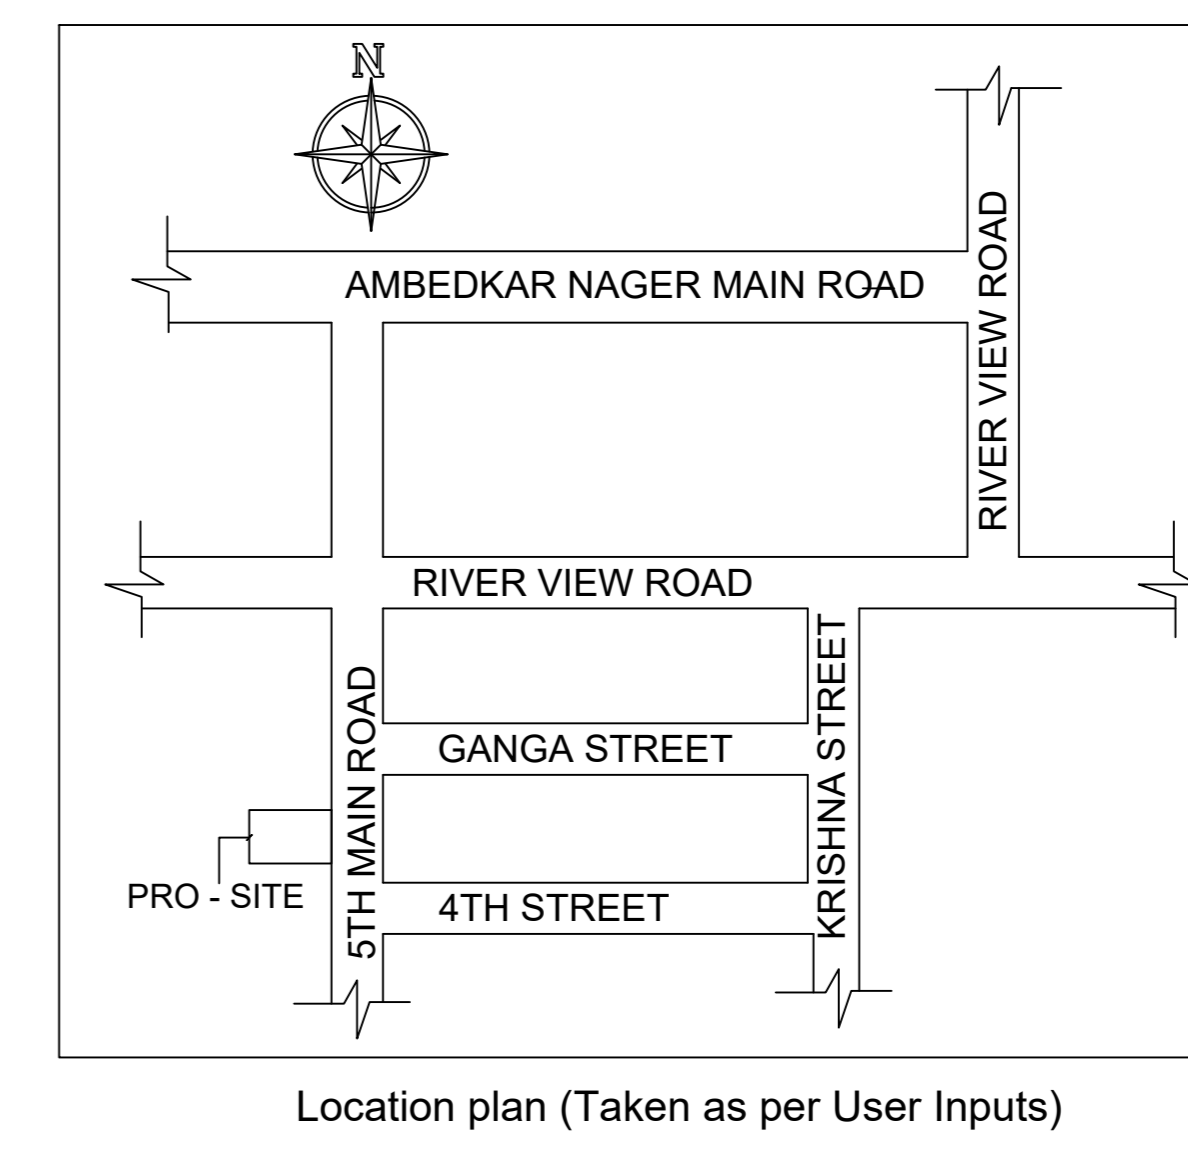 N
AMBEDKAR NAGER MAIN ROAD
RIVER VIEW ROAD
RIVER VIEW ROAD
5TH MAIN ROAD
GANGA STREET
KRISHNA STREET
PRO - SITE
4TH STREET
Location plan (Taken as per User Inputs)